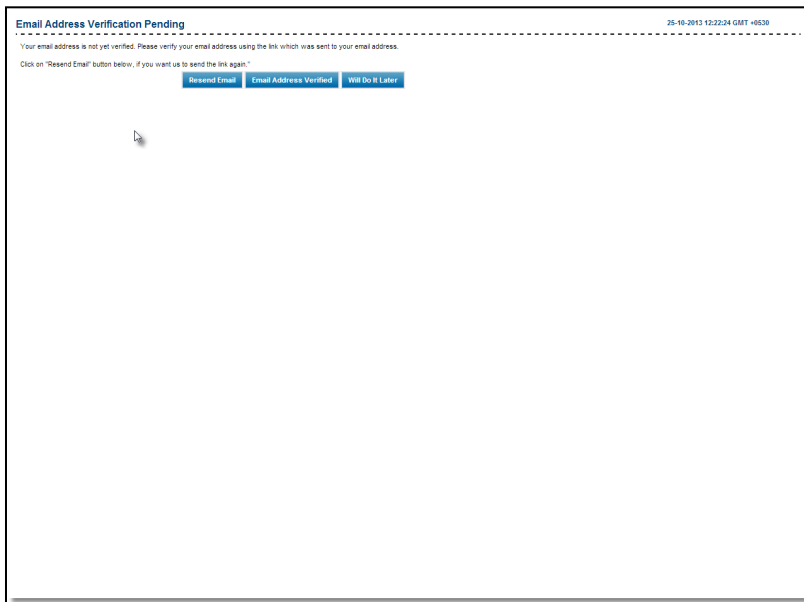 Email Address Verification Pending
25-10-2013 12:22:24 GMT +0530
Your email address is not yet verified. Please verify your email address using the link which was sent to your email address.
Click on "Resend Email" button below, if you want us to send the link again."
Resend Email Email Address Verified Will Do It Later